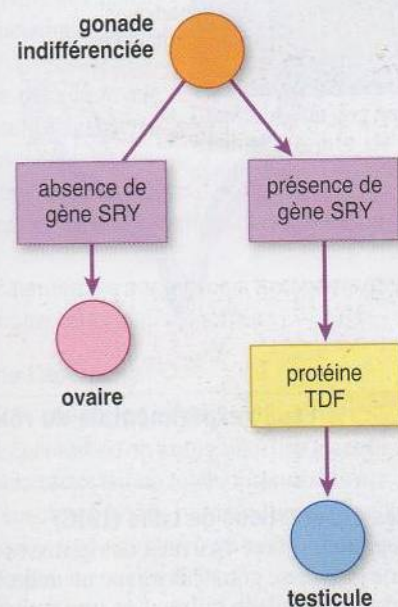 gonade
indifférenciée
absence de
gène SRY
présence de
gène SRY
ovaire
protéine
TDF
testicule